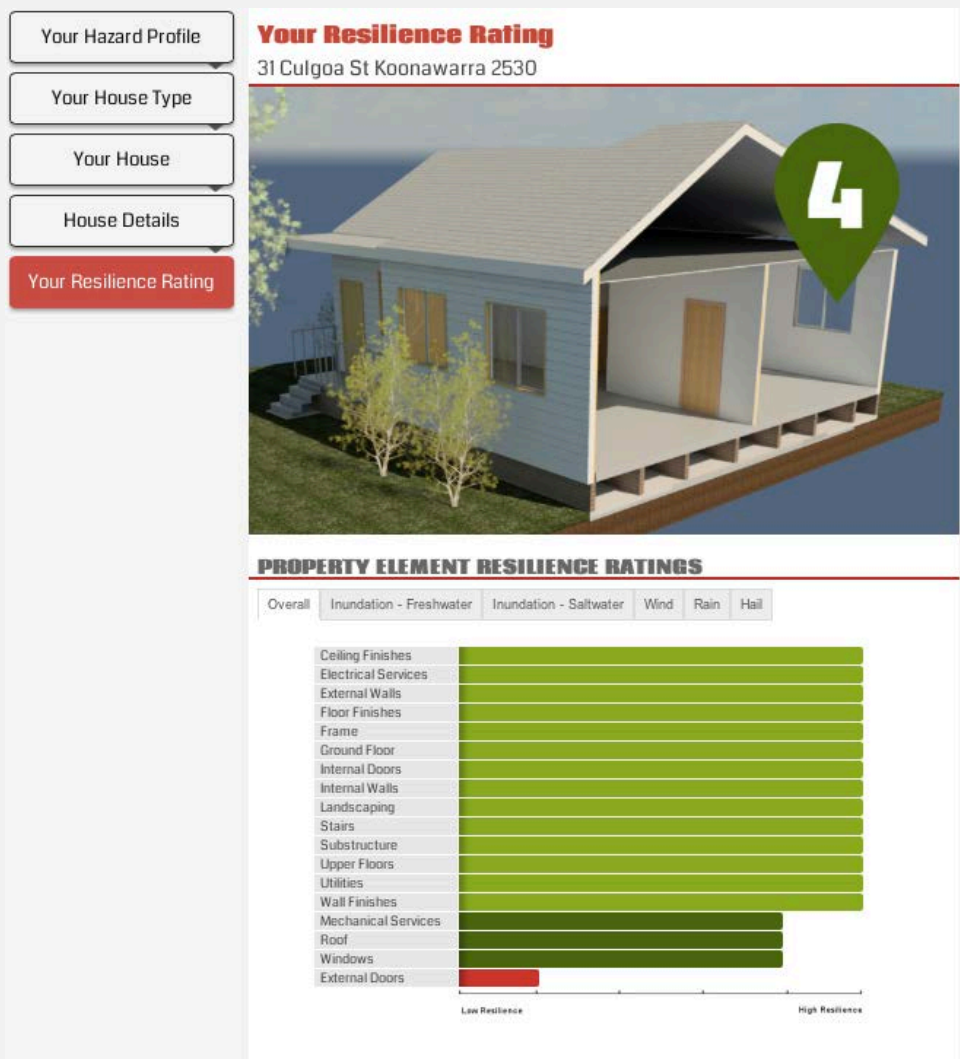 Your Hazard Profile
Your House Type
Your House
House Details
Your Resilience Rating
Your Resilience Rating
31 Culgoa St Koonawarra 2530
4
PROPERTY ELEMENT RESILIENCE RATINGS
Overall Inundation - Freshwater Inundation - Saltwater Wind Rain Hail
Ceiling Finishes
Electrical Services
External Walls
Floor Finishes
Frame
Ground Floor
Internal Doors
Internal Walls
Landscaping
Stairs
Substructure
Upper Floors
Utilities
Wall Finishes
Mechanical Services
Roof
Windows
External Doors
Low Resilience High Resilience